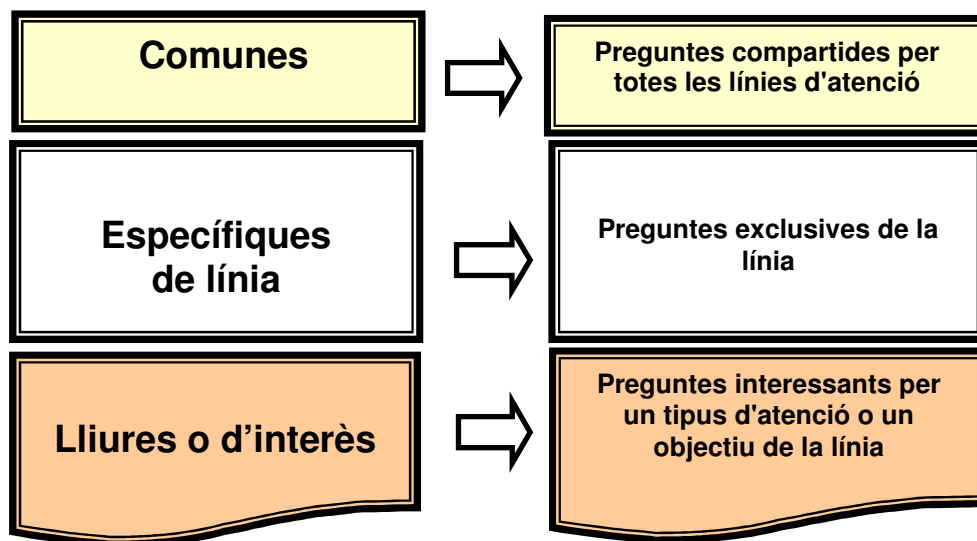 Comunes
Preguntes compartides per
totes les línies d'atenció
Específiques
de línia
Preguntes exclusives de la
línia
Lliures o d’interès
Preguntes interessants per
un tipus d'atenció o un
objectiu de la línia